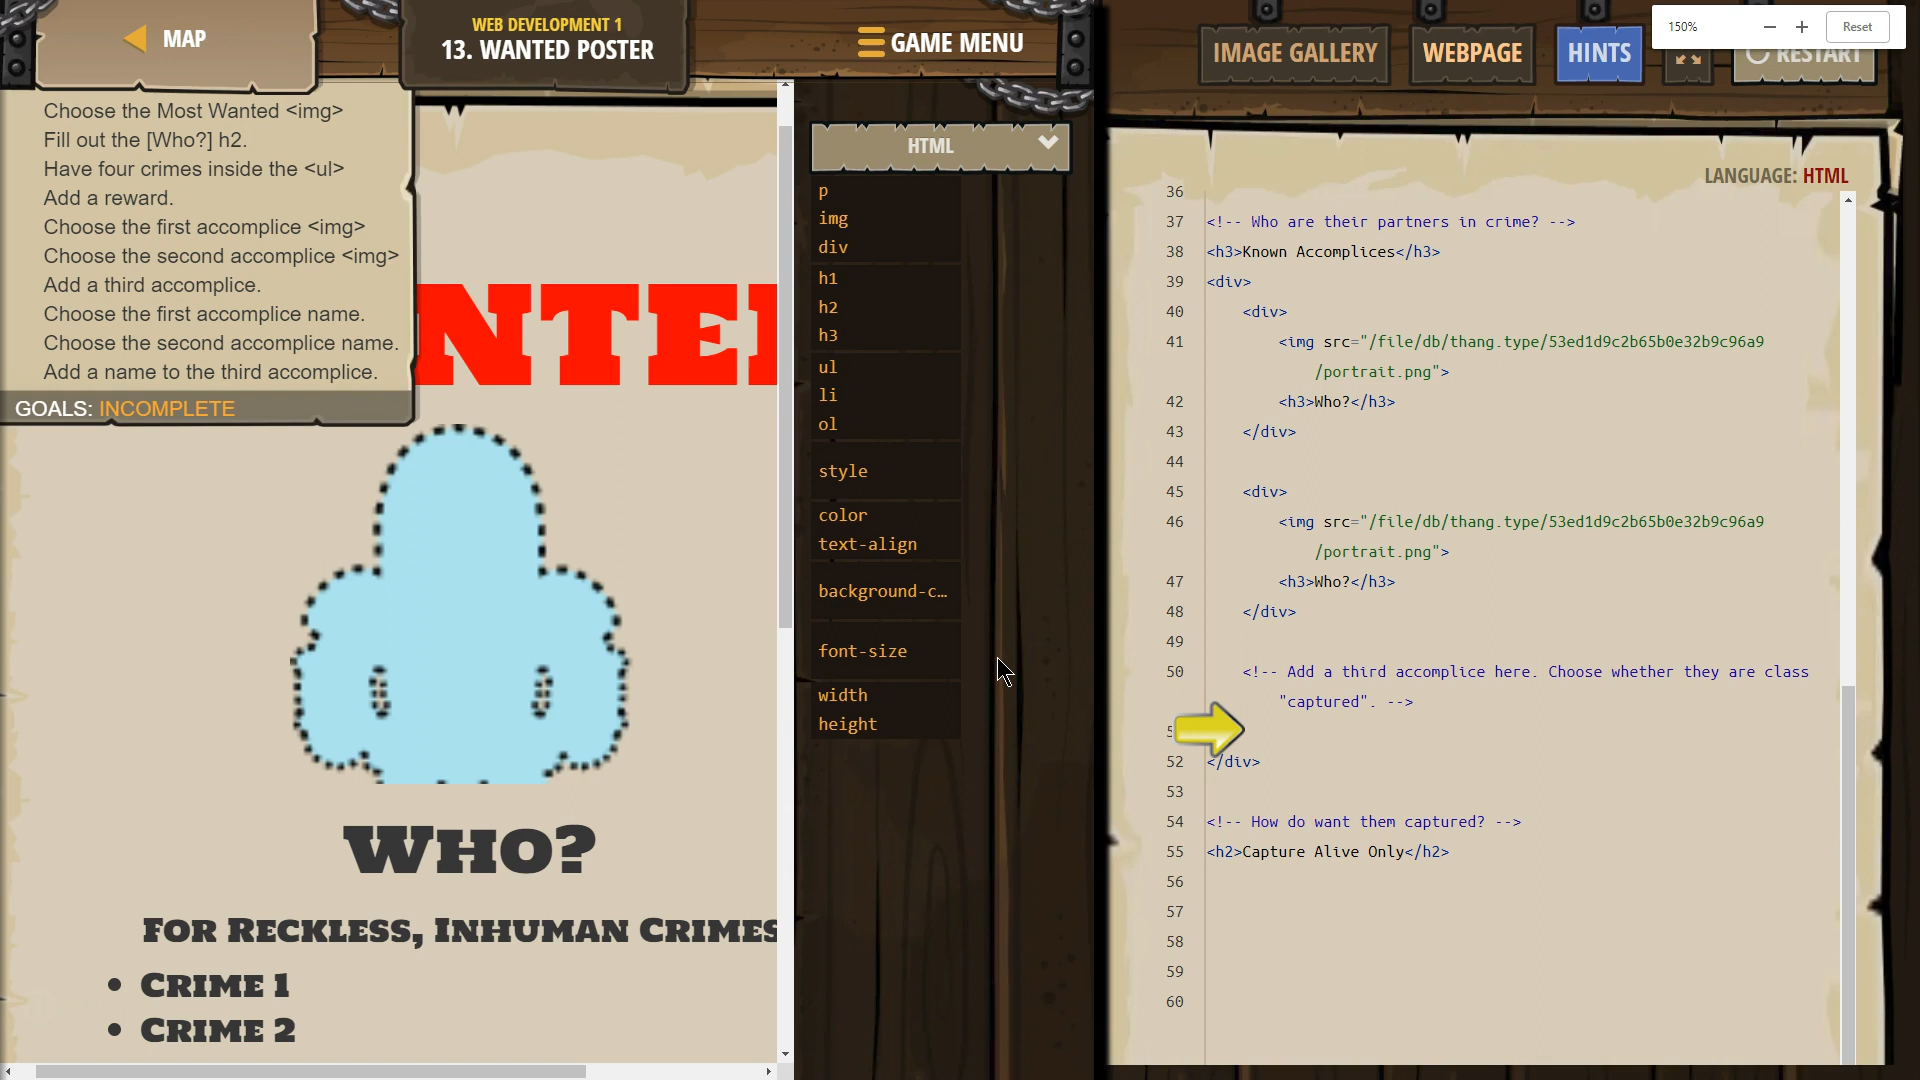 MAP
WEB DEVELOPMENT 1
13. WANTED POSTER
GAME MENU
IMAGE GALLERY
WEBPAGE
HINTS
RESTART
150%
Reset
Choose the Most Wanted <img>
Fill out the [Who?] h2.
Have four crimes inside the <ul>
Add a reward.
Choose the first accomplice <img>
Choose the second accomplice <img>
Add a third accomplice.
Choose the first accomplice name.
Choose the second accomplice name.
Add a name to the third accomplice.
GOALS: INCOMPLETE
NTE
WHO?
FOR RECKLESS, INHUMAN CRIMES
• CRIME 1
• CRIME 2
HTML
p
img
div
h1
h2
h3
ul
li
ol
style
color
text-align
background-c…
font-size
width
height
LANGUAGE: HTML
36
37 <!-- Who are their partners in crime? -->
38 <h3>Known Accomplices</h3>
39 <div>
40 <div>
41 <img src="/file/db/thang.type/53ed1d9c2b65b0e32b9c96a9
/portrait.png">
42 <h3>Who?</h3>
43 </div>
44
45 <div>
46 <img src="/file/db/thang.type/53ed1d9c2b65b0e32b9c96a9
/portrait.png">
47 <h3>Who?</h3>
48 </div>
49
50 <!-- Add a third accomplice here. Choose whether they are class
"captured". -->
52 </div>
53
54 <!-- How do want them captured? -->
55 <h2>Capture Alive Only</h2>
56
57
58
59
60